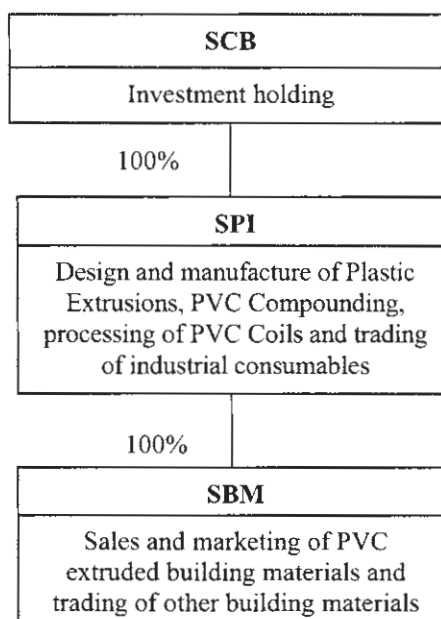 SCB
Investment holding
100%
SPI
Design and manufacture of Plastic
Extrusions, PVC Compounding,
processing of PVC Coils and trading
of industrial consumables
100%
SBM
Sales and marketing of PVC
extruded building materials and
trading of other building materials